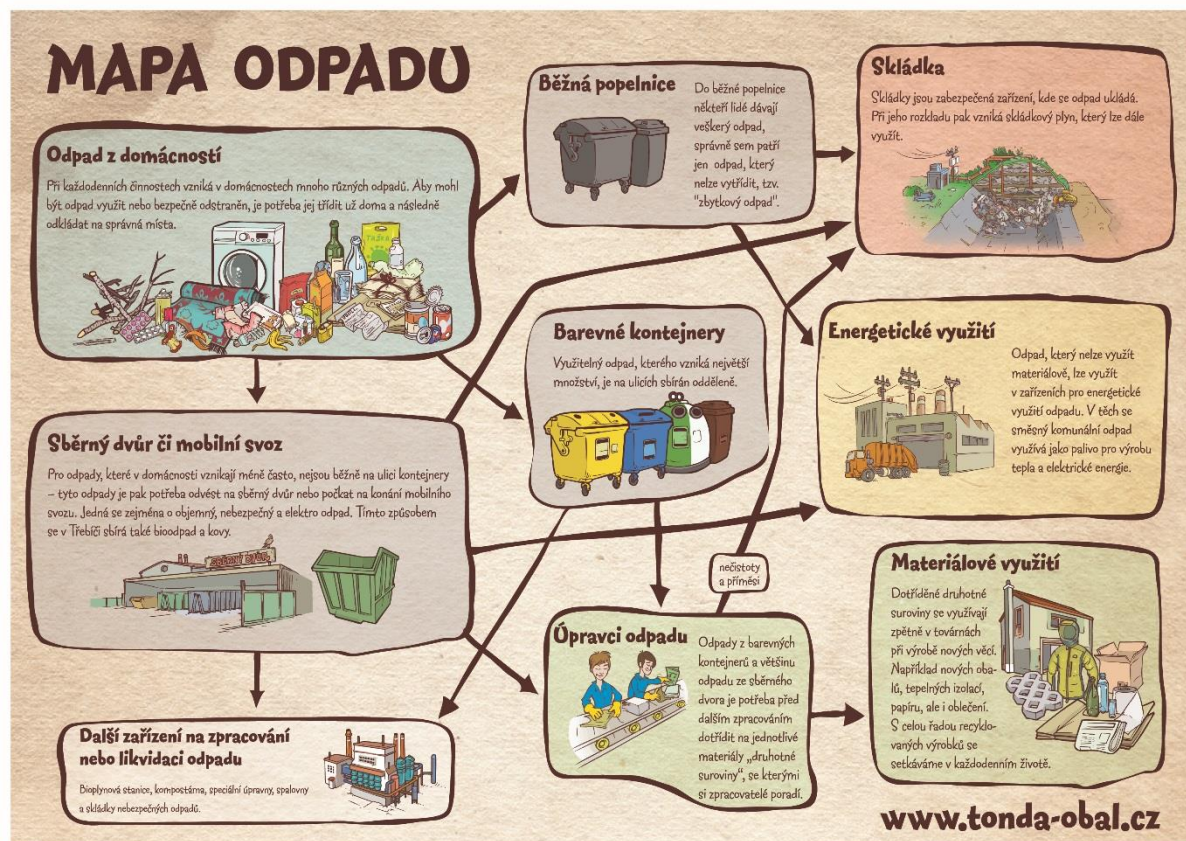 MAPA ODPADU
Odpad z domácností
Při každodenních činnostech vzniká v domácnostech mnoho různých odpadů. Aby mohl
být odpad využit nebo bezpečně odstraněn, je potřeba jej třídit už doma a následně
odkládat na správná místa.
TAŠKA
Běžná popelnice
Do běžné popelnice
někteří lidé dávají
veškerý odpad,
správně sem patří
jen odpad, který
nelze vytřídit, tzv.
"zbytkový odpad".
Skládka
Skládky jsou zabezpečená zařízení, kde se odpad ukládá.
Při jeho rozkladu pak vzniká skládkový plyn, který lze dále
využít.
Barevné kontejnery
Využitelný odpad, kterého vzniká největší
množství, je na ulicích sbírán odděleně.
Energetické využití
Odpad, který nelze využít
materiálově, lze využít
v zařízeních pro energetické
využití odpadu. V těch se
směsný komunální odpad
využívá jako palivo pro výrobu
tepla a elektrické energie.
Sběrný dvůr či mobilní svoz
Pro odpady, které v domácnosti vznikají méně často, nejsou běžně na ulici kontejnery
– tyto odpady je pak potřeba odvést na sběrný dvůr nebo počkat na konání mobilního
svozu. Jedná se zejména o objemný, nebezpečný a elektro odpad. Tímto způsobem
se v Třebíči sbírá také bioodpad a kovy.
SBĚRNÝ DVŮR
nečistoty
a příměsi
Úpravci odpadu
Odpady z barevných
kontejnerů a většinu
odpadu ze sběrného
dvora je potřeba před
dalším zpracováním
dotřídit na jednotlivé
materiály „druhotné
suroviny“, se kterými
si zpracovatelé poradí.
Materiálové využití
Dotříděné druhotné
suroviny se využívají
zpětně v továrnách
při výrobě nových věcí.
Například nových oba-
lů, tepelných izolací,
papíru, ale i oblečení.
S celou řadou recyklo-
vaných výrobků se
setkáváme v každodenním životě.
Další zařízení na zpracování
nebo likvidaci odpadu
Bioplynová stanice, kompostárna, speciální úpravny, spalovny
a skládky nebezpečných odpadů.
www.tonda-obal.cz